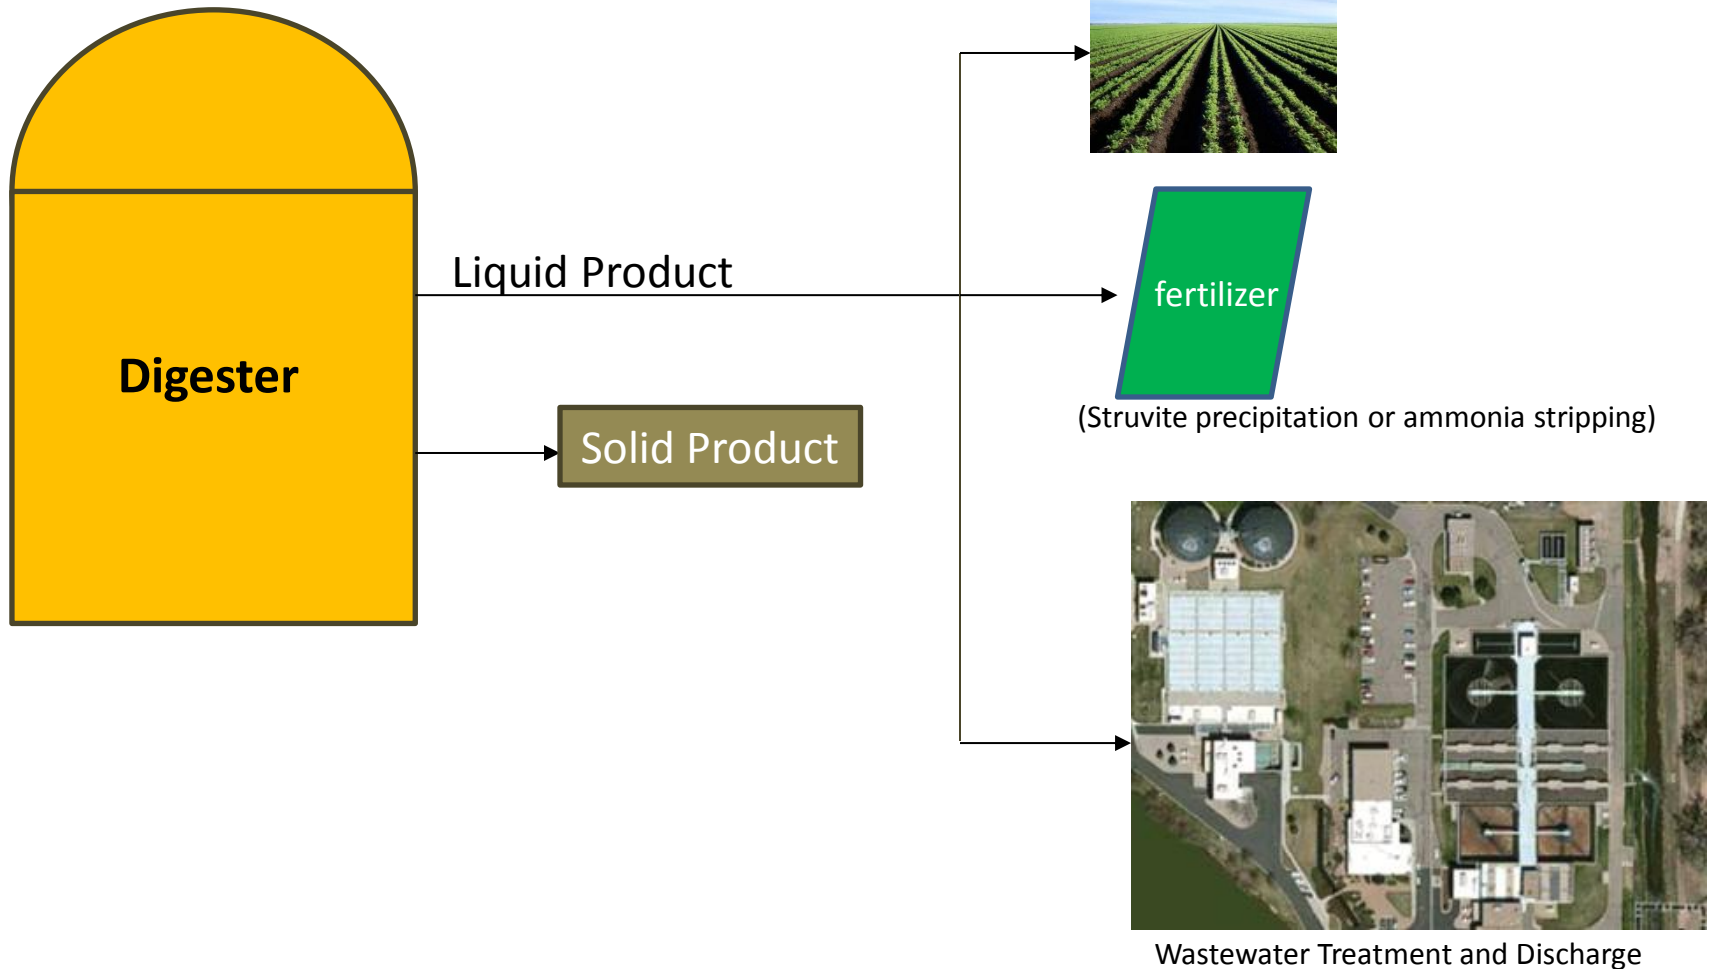 Liquid Product
fertilizer
Digester
(Struvite precipitation or ammonia stripping)
Solid Product
Wastewater Treatment and Discharge